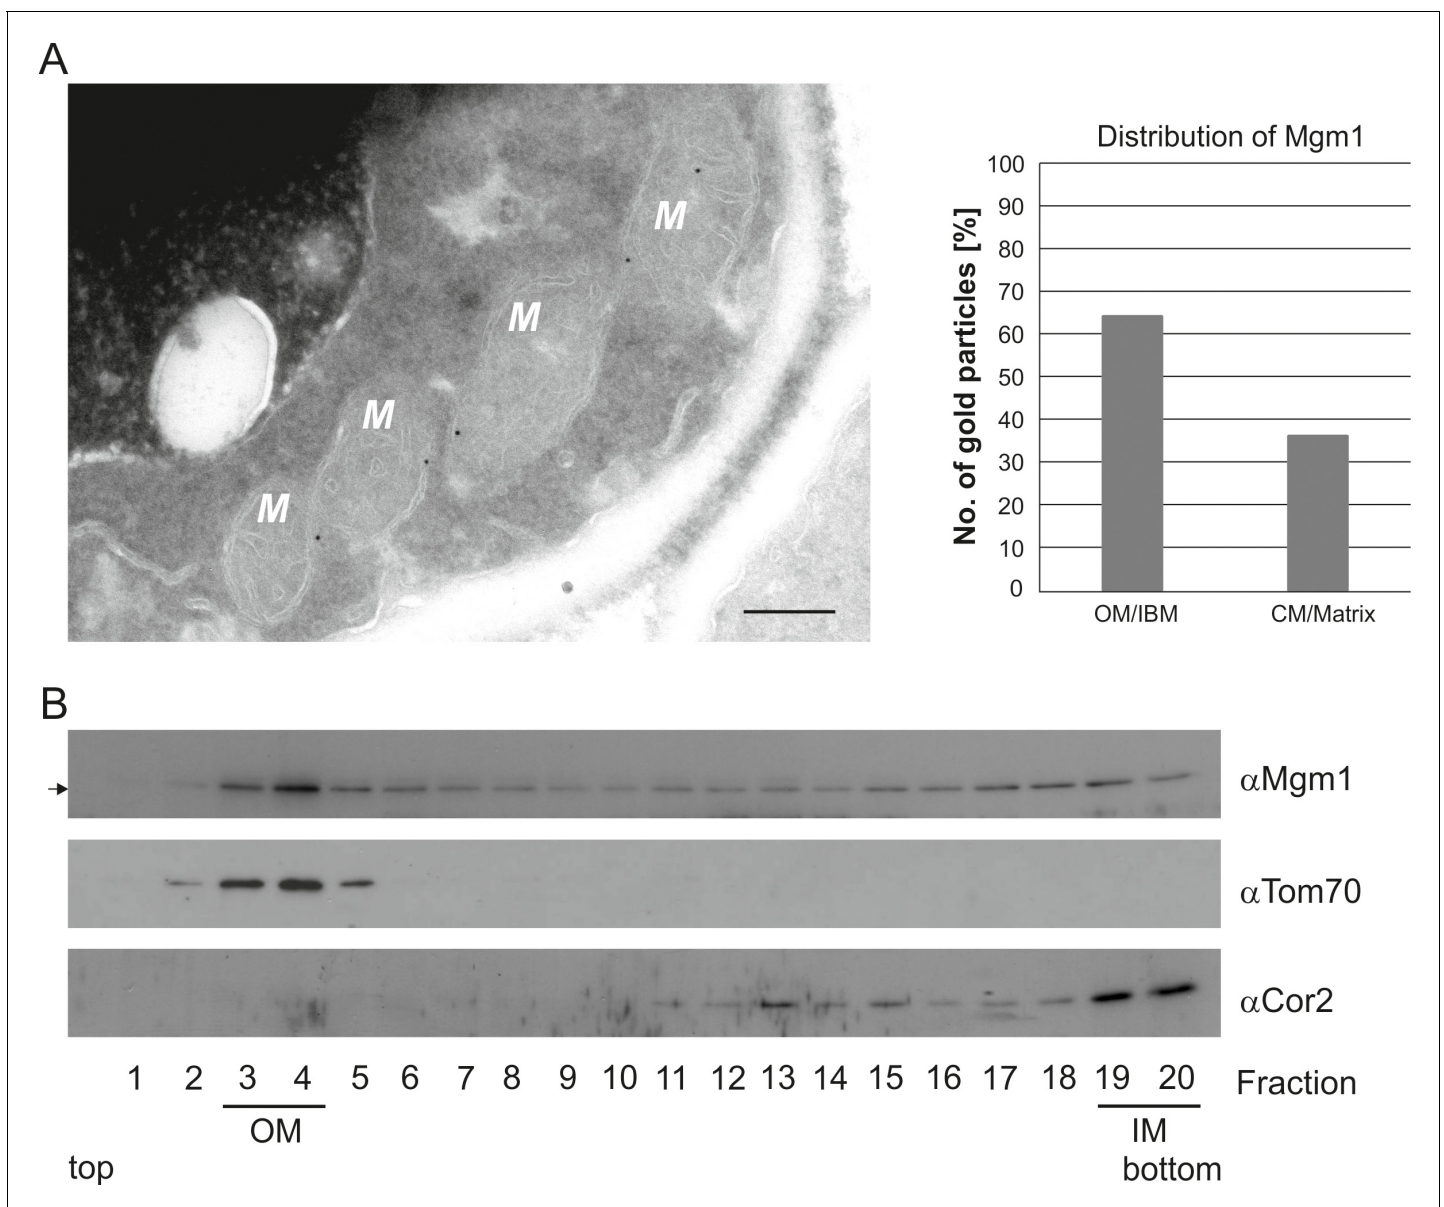 A
M
M
M
M
Distribution of Mgm1
No. of gold particles [%]
100
90
80
70
60
50
40
30
20
10
0
OM/IBM
CM/Matrix
B
αMgm1
αTom70
αCor2
1 2 3 4 5 6 7 8 9 10 11 12 13 14 15 16 17 18 19 20 Fraction
OM IM
top bottom